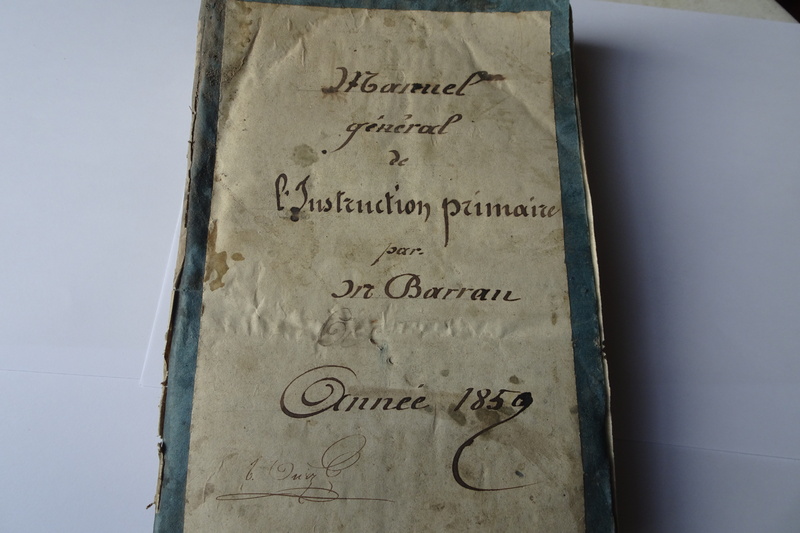 Manuel
général
de
l'Instruction primaire
par
Mr Barrau
Année 1859